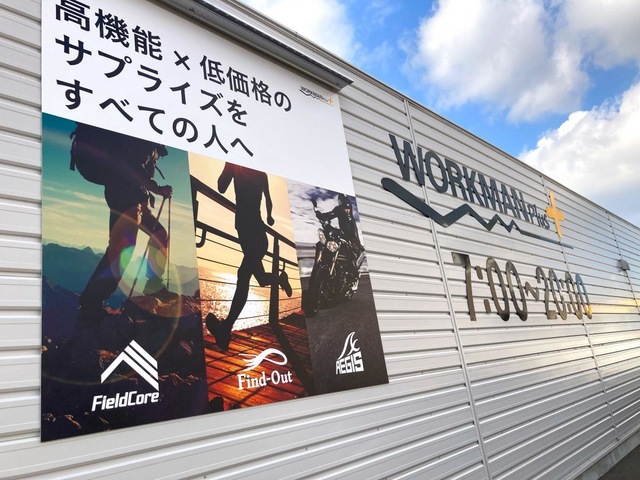 高機能×低価格の
サプライズを
すべての人へ
WORKMAN Plus+
FieldCore
Find-Out
AEGIS
WORKMAN Plus+
7:00~20:00